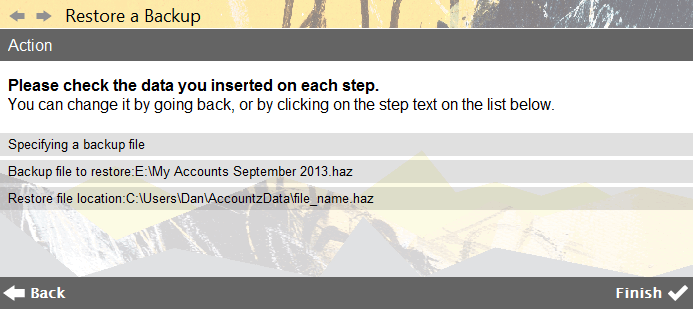 Restore a Backup
Action
Please check the data you inserted on each step.
You can change it by going back, or by clicking on the step text on the list below.
Specifying a backup file
Backup file to restore:E:\My Accounts September 2013.haz
Restore file location:C:\Users\Dan\AccountzData\file_name.haz
Back
Finish